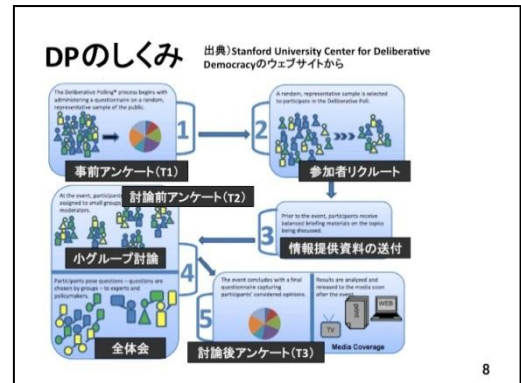 DPのしくみ
出典）Stanford University Center for Deliberative
Democracyのウェブサイトから
The Deliberative Polling® process begins with
administering a questionnaire on a random,
representative sample of the public.
1
事前アンケート(T1)
A random, representative sample is selected
to participate in the Deliberative Poll.
2
参加者リクルート
Prior to the event, participants receive
balanced briefing materials on the topics
being discussed.
3
情報提供資料の送付
At the event, participants
assigned to small groups
moderators.
討論前アンケート(T2)
小グループ討論
4
Participants pose questions – questions are
chosen by groups – to experts and
policymakers.
全体会
The event concludes with a final
questionnaire capturing
participants' considered opinions.
5
討論後アンケート(T3)
Results are analyzed and
released to the media soon
after the event.
TV
print
WEB
Media Coverage
8